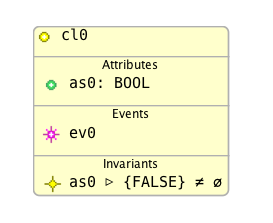 cl0
Attributes
as0: BOOL
Events
ev0
Invariants
as0 ▷ {FALSE} ≠ ∅